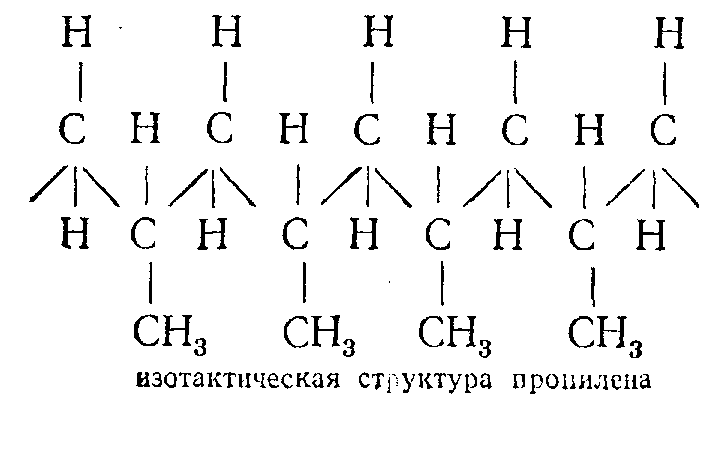 H H H H H
C H C H C H C H C
H C H C H C H C H
CH₃ CH₃ CH₃ CH₃
изотактическая структура пропилена